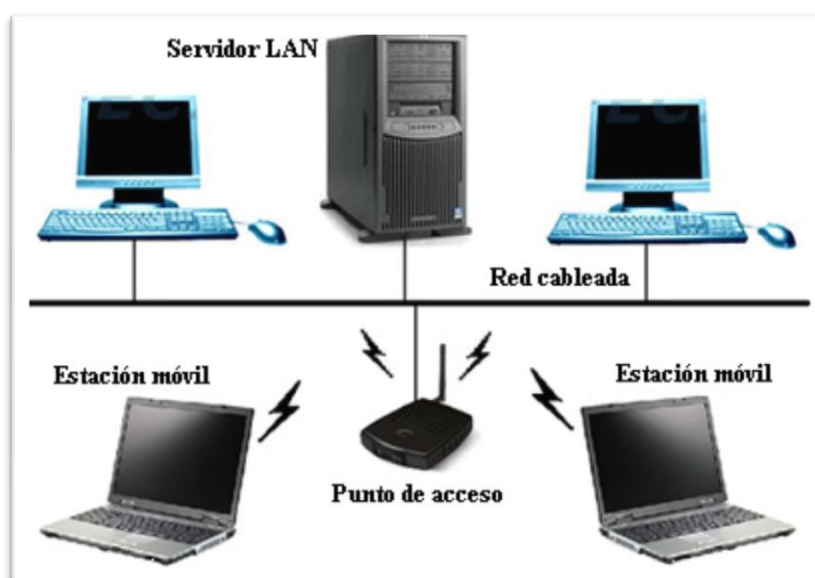 Servidor LAN
Red cableada
Estación móvil
Estación móvil
Punto de acceso